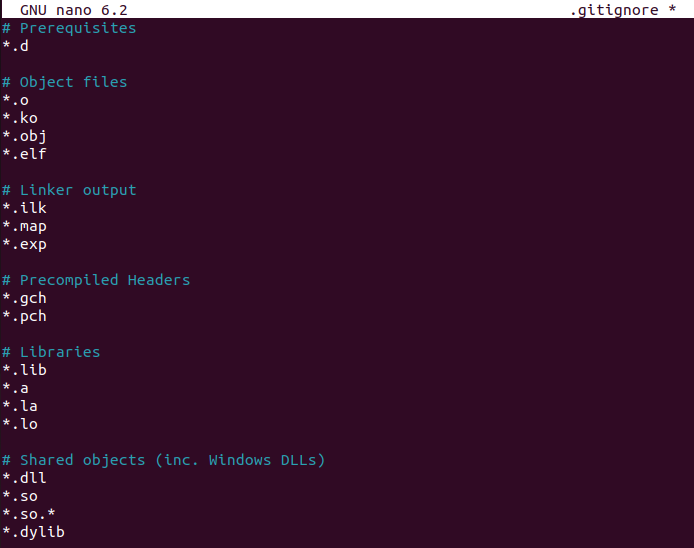 GNU nano 6.2 .gitignore *
# Prerequisites
*.d
# Object files
*.o
*.ko
*.obj
*.elf
# Linker output
*.ilk
*.map
*.exp
# Precompiled Headers
*.gch
*.pch
# Libraries
*.lib
*.a
*.la
*.lo
# Shared objects (inc. Windows DLLs)
*.dll
*.so
*.so.*
*.dylib